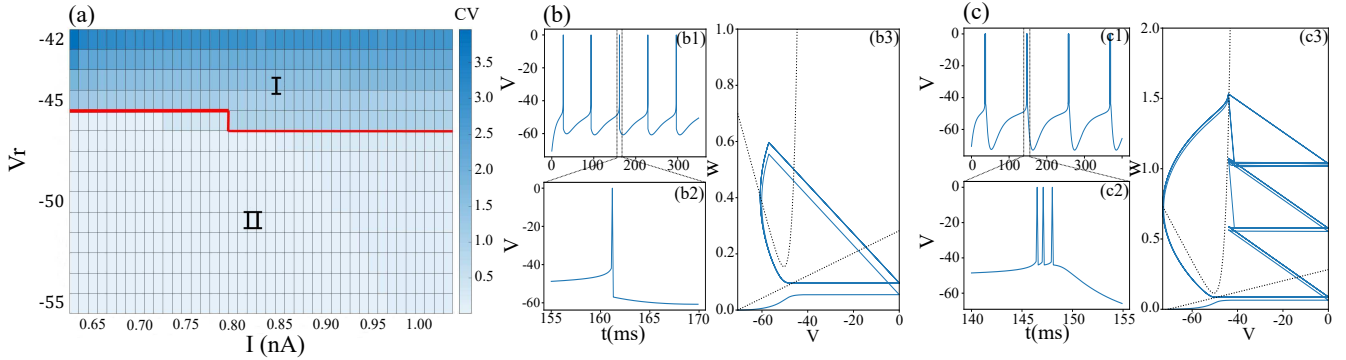 (a)
CV
-42
-45
-50
-55
Vr
I
II
0.65
0.70
0.75
0.80
0.85
0.90
0.95
1.00
I (nA)
3.5
3.0
2.5
2.0
1.5
1.0
0.5
(b)
(b1)
V
0
-20
-40
-60
0
100
200
300
(b2)
V
0
-20
-40
-60
155
160
165
170
t(ms)
(b3)
w
1.0
0.8
0.6
0.4
0.2
0.0
-60
-40
-20
0
V
(c)
(c1)
V
0
-20
-40
-60
0
100
200
300
400
(c2)
V
0
-20
-40
-60
140
145
150
155
t(ms)
(c3)
w
2.0
1.5
1.0
0.5
0.0
-60
-40
-20
0
V